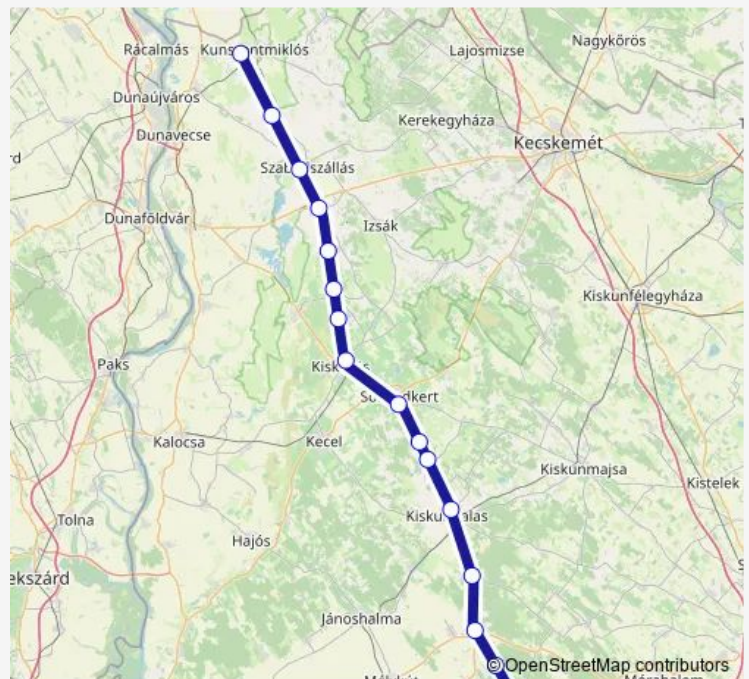 Rácalmás
Lajosmizse
Nagykőrös
Dunaújváros
Kerekegyháza
Dunavecse
Kecskemét
Dunaföldvár
Izsák
Kiskunfélegyháza
Paks
Kalocsa
Kecel
Kiskunmajsa
Kistelek
Tolna
Hajós
ekszárd
Jánoshalma
© OpenStreetMap contributors